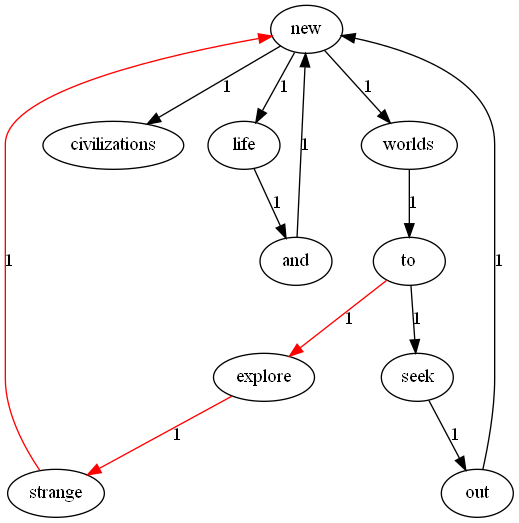 new
1 1 1
civilizations life worlds
1 1 1
and to
1 1 1
explore seek
1 1 1
strange out